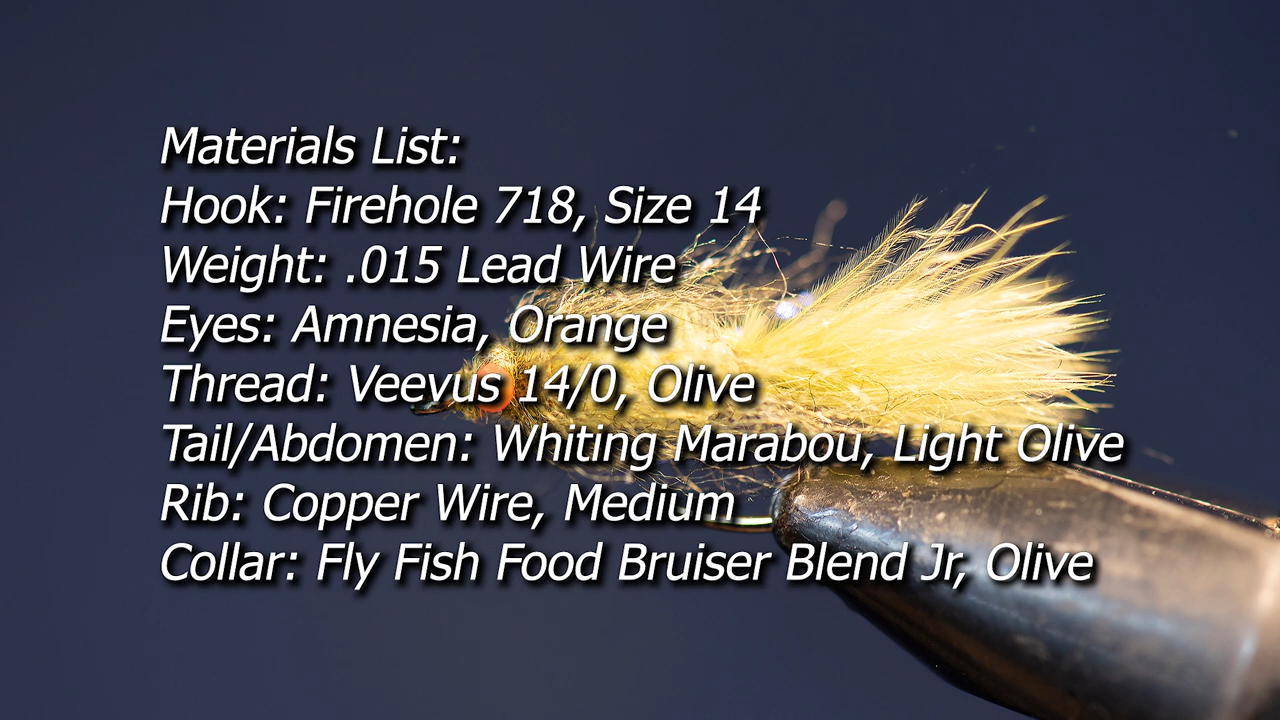 Materials List:
Hook: Firehole 718, Size 14
Weight: .015 Lead Wire
Eyes: Amnesia, Orange
Thread: Veevus 14/0, Olive
Tail/Abdomen: Whiting Marabou, Light Olive
Rib: Copper Wire, Medium
Collar: Fly Fish Food Bruiser Blend Jr, Olive